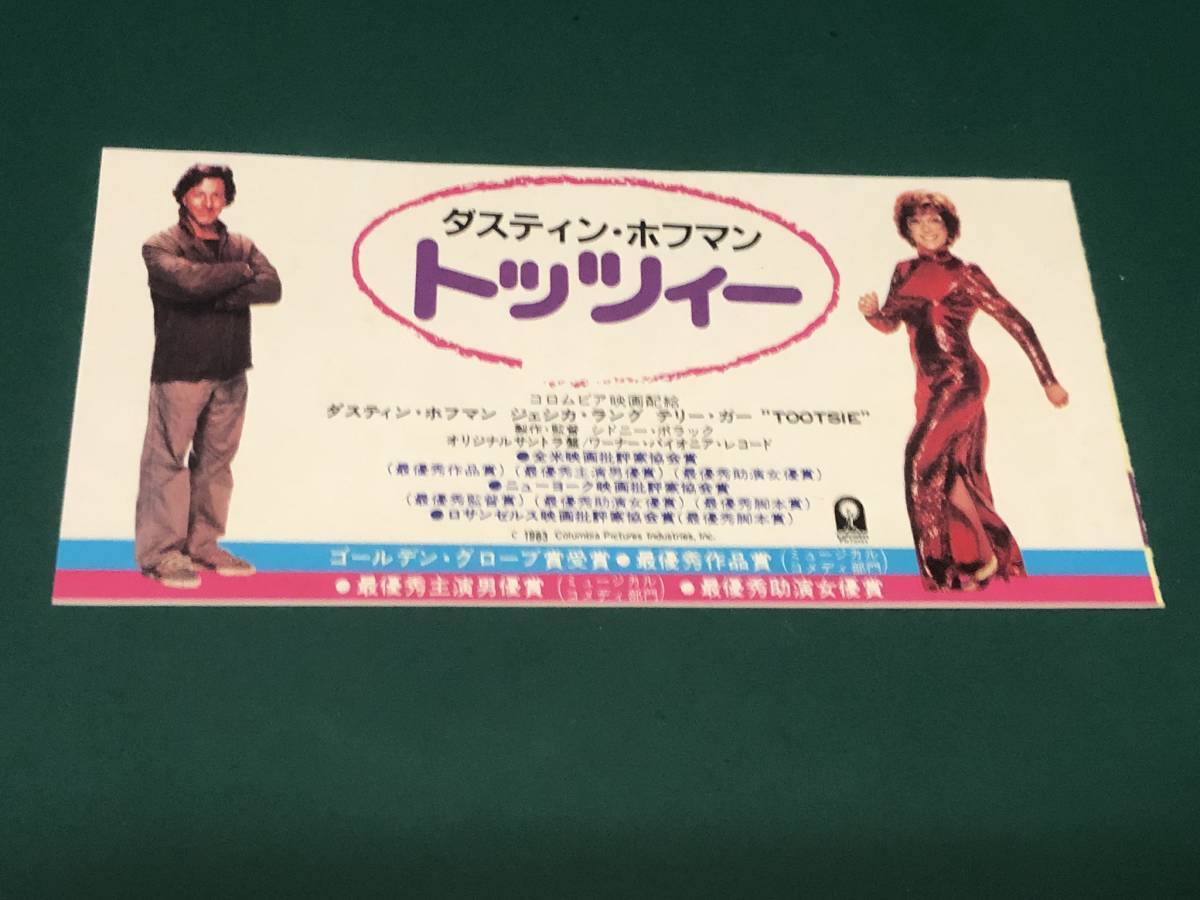 ダスティン・ホフマン
トッツィー
コロムビア映画配給
ダスティン・ホフマン ジェシカ・ラング テリー・ガー "TOOTSIE"
製作・監督 シドニー・ポラック
オリジナルサントラ盤/ワーナー・パイオニア・レコード
●全米映画批評家協会賞
(最優秀作品賞)(最優秀主演男優賞)(最優秀助演女優賞)
●ニューヨーク映画批評家協会賞
(最優秀監督賞)(最優秀助演女優賞)(最優秀脚本賞)
●ロサンゼルス映画批評家協会賞(最優秀脚本賞)
C 1983 Columbia Pictures Industries, Inc.
ゴールデン・グローブ賞受賞●最優秀作品賞(ミュージカル コメディ部門)
●最優秀主演男優賞(ミュージカル コメディ部門)●最優秀助演女優賞